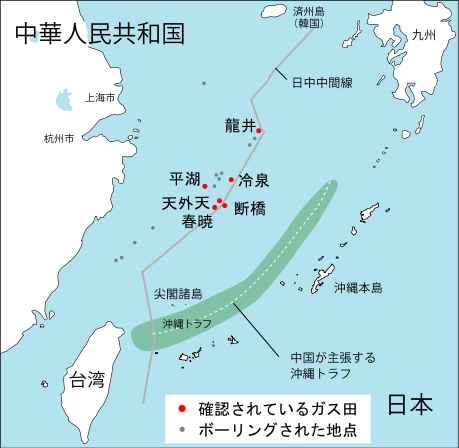 済州島
(韓国)
中華人民共和国
九州
日中中間線
上海市
龍井
杭州市
平湖
冷泉
天外天
断橋
春暁
尖閣諸島
沖縄本島
沖縄トラフ
中国が主張する
沖縄トラフ
台湾
日本
確認されているガス田
ボーリングされた地点